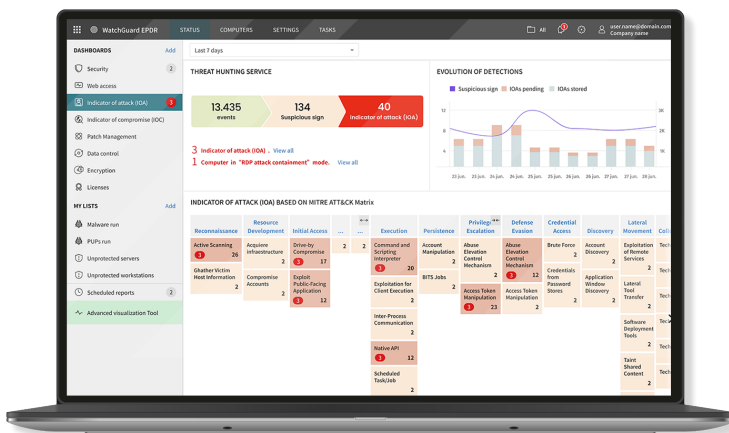 WatchGuard EPDR
STATUS
COMPUTERS
SETTINGS
TASKS
All
user.name@domain.com
Company name
DASHBOARDS
Add
Security
2
Web access
Indicator of attack (IOA)
3
Indicator of compromise (IOC)
Patch Management
Data control
Encryption
Licenses
MY LISTS
Add
Malware run
PUPs run
Unprotected servers
Unprotected workstations
Scheduled reports
2
Advanced visualization Tool
Last 7 days
THREAT HUNTING SERVICE
13.435
events
134
Suspicious sign
40
Indicator of attack (IOA)
3 Indicator of attack (IOA) .. View all
1 Computer in "RDP attack containment" mode. View all
EVOLUTION OF DETECTIONS
Suspicious sign
IOAs pending
IOAs stored
12
8
4
3K
2K
1K
INDICATOR OF ATTACK (IOA) BASED ON MITRE ATT&CK Matrix
Reconnaissance
Active Scanning
3 26
Ghather Victim
Host Information
2
Resource
Development
Acquiere
infraestructure
2
Compromise
Accounts
2
Initial Access
Drive-by
Compromise
3 17
Exploit
Public-Facing
Application
3 12
...
2
...
2
Execution
Command and
Scripting
Interpreter
3 20
Exploitation for
Client Execution
2
Inter-Process
Communication
2
Native API
3 12
Scheduled
Task/Job
2
Persistence
Account
Manipulation
2
BITS Jobs
2
Privilege
Escalation
Abuse
Elevation
Control
Mechanism
2
Access Token
Manipulation
3 23
Defense
Evasion
Abuse
Elevation
Control
Mechanism
3 12
Access Token
Manipulation
2
Credential
Access
Brute Force
2
Credentials
from
Password
Stores
2
Discovery
Account
Discovery
2
Application
Window
Discovery
2
Lateral
Movement
Exploitation
of Remote
Services
2
Lateral
Tool
Transfer
2
Software
Deployment
Tools
2
Taint
Shared
Content
2